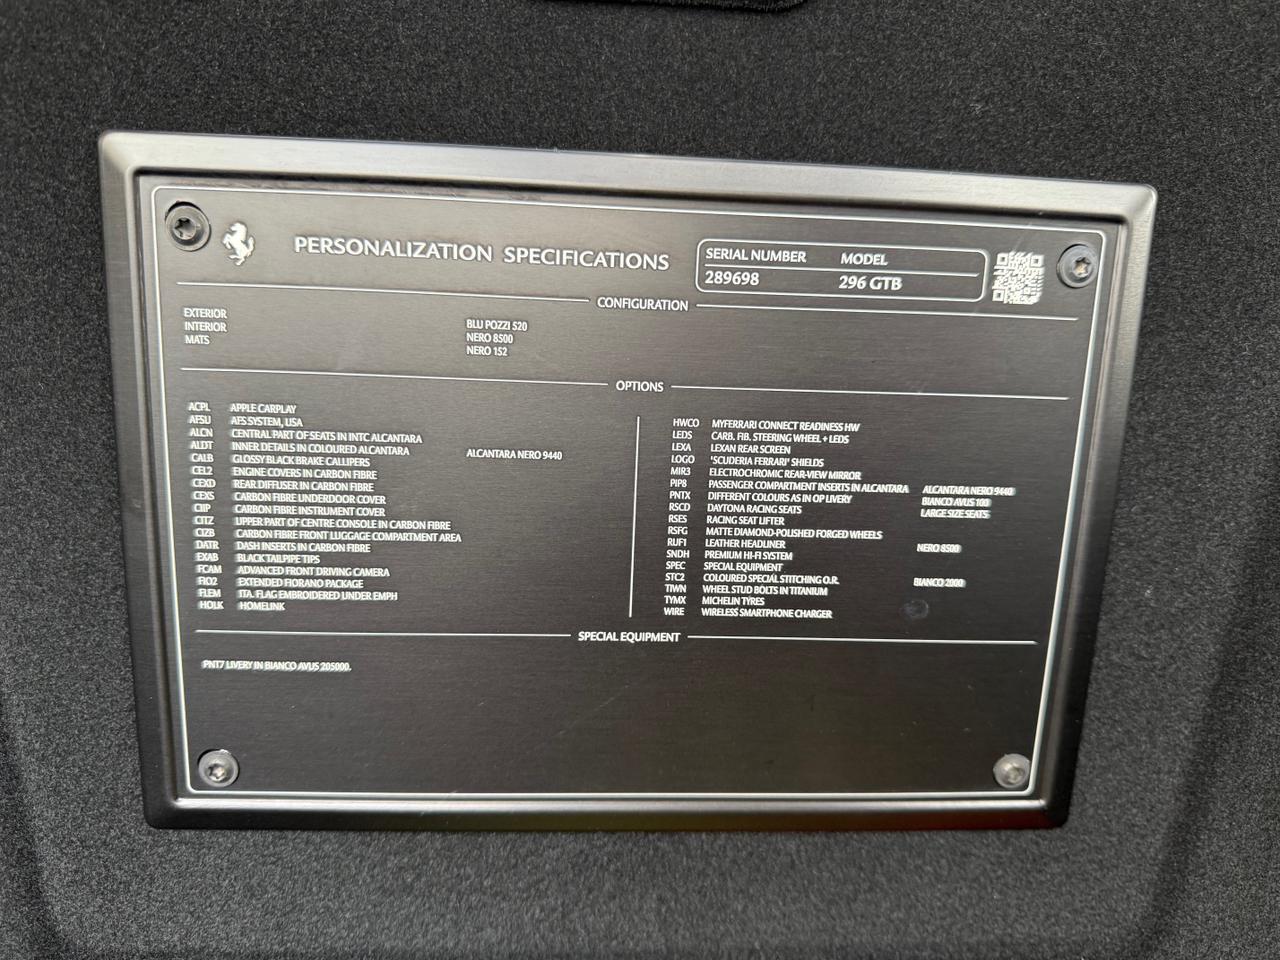 PERSONALIZATION SPECIFICATIONS
SERIAL NUMBER MODEL
289698 296 GTB
CONFIGURATION
EXTERIOR BLU POZZI 520
INTERIOR NERO 8500
MATS NERO 152
OPTIONS
ACPL APPLE CARPLAY
AFSU AFS SYSTEM, USA
ALCN CENTRAL PART OF SEATS IN INTC ALCANTARA
ALDT INNER DETAILS IN COLOURED ALCANTARA ALCANTARA NERO 9440
CALB GLOSSY BLACK BRAKE CALLIPERS
CEL2 ENGINE COVERS IN CARBON FIBRE
CEXD REAR DIFFUSER IN CARBON FIBRE
CEXS CARBON FIBRE UNDERDOOR COVER
CIIP CARBON FIBRE INSTRUMENT COVER
CITZ UPPER PART OF CENTRE CONSOLE IN CARBON FIBRE
CIZB CARBON FIBRE FRONT LUGGAGE COMPARTMENT AREA
DATR DASH INSERTS IN CARBON FIBRE
EXAB BLACK TAILPIPE TIPS
FCAM ADVANCED FRONT DRIVING CAMERA
FIO2 EXTENDED FIORANO PACKAGE
FLEM ITA. FLAG EMBROIDERED UNDER EMPH
HOLK HOMELINK
HWCO MYFERRARI CONNECT READINESS HW
LEDS CARB. FIB. STEERING WHEEL + LEDS
LEXA LEXAN REAR SCREEN
LOGO 'SCUDERIA FERRARI' SHIELDS
MIR3 ELECTROCHROMIC REAR-VIEW MIRROR
PIP8 PASSENGER COMPARTMENT INSERTS IN ALCANTARA ALCANTARA NERO 9440
PNTX DIFFERENT COLOURS AS IN OP LIVERY BIANCO AVUS 100
RSCD DAYTONA RACING SEATS LARGE SIZE SEATS
RSES RACING SEAT LIFTER
RSFG MATTE DIAMOND-POLISHED FORGED WHEELS
RUF1 LEATHER HEADLINER NERO 8500
SNDH PREMIUM HI-FI SYSTEM
SPEC SPECIAL EQUIPMENT
STC2 COLOURED SPECIAL STITCHING O.R. BIANCO 2000
TIWN WHEEL STUD BOLTS IN TITANIUM
TYMX MICHELIN TYRES
WIRE WIRELESS SMARTPHONE CHARGER
SPECIAL EQUIPMENT
PNT7 LIVERY IN BIANCO AVUS 205000.